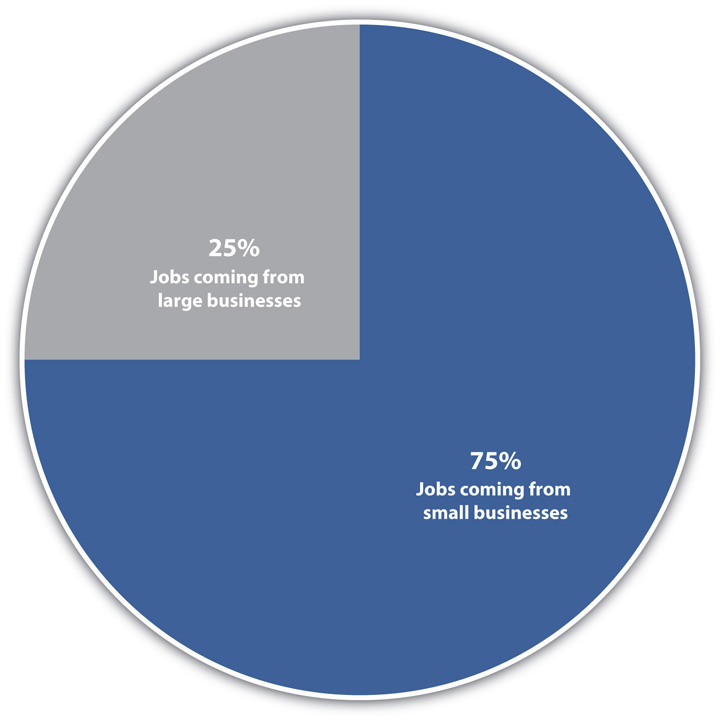 25%
Jobs coming from
large businesses
75%
Jobs coming from
small businesses